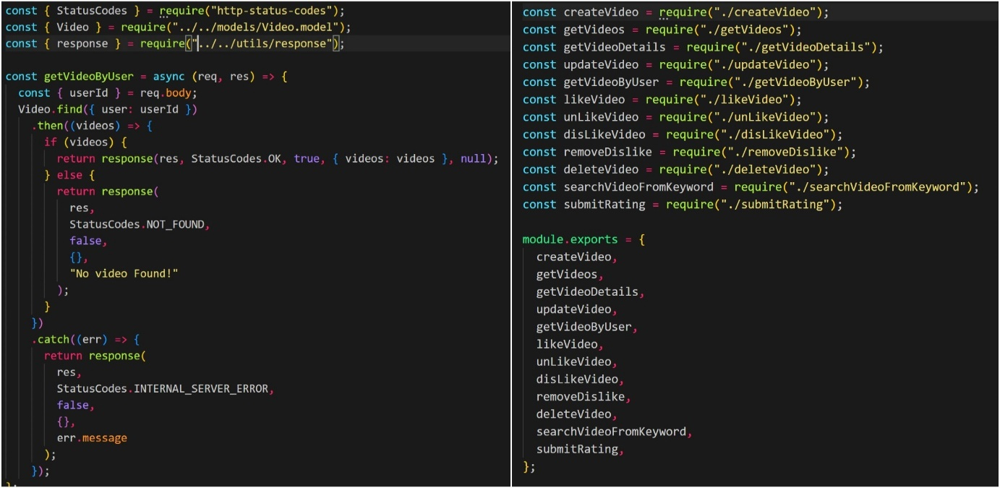 const { StatusCodes } = require("http-status-codes");
const { Video } = require("../../models/Video.model");
const { response } = require("../../utils/response");

const getVideoByUser = async (req, res) => {
  const { userId } = req.body;
  Video.find({ user: userId })
    .then((videos) => {
      if (videos) {
        return response(res, StatusCodes.OK, true, { videos: videos }, null);
      } else {
        return response(
          res,
          StatusCodes.NOT_FOUND,
          false,
          {},
          "No video Found!"
        );
      }
    })
    .catch((err) => {
      return response(
        res,
        StatusCodes.INTERNAL_SERVER_ERROR,
        false,
        {},
        err.message
      );
    });
};

const createVideo = require("./createVideo");
const getVideos = require("./getVideos");
const getVideoDetails = require("./getVideoDetails");
const updateVideo = require("./updateVideo");
const getVideoByUser = require("./getVideoByUser");
const likeVideo = require("./likeVideo");
const unLikeVideo = require("./unLikeVideo");
const disLikeVideo = require("./disLikeVideo");
const removeDislike = require("./removeDislike");
const deleteVideo = require("./deleteVideo");
const searchVideoFromKeyword = require("./searchVideoFromKeyword");
const submitRating = require("./submitRating");

module.exports = {
  createVideo,
  getVideos,
  getVideoDetails,
  updateVideo,
  getVideoByUser,
  likeVideo,
  unLikeVideo,
  disLikeVideo,
  removeDislike,
  deleteVideo,
  searchVideoFromKeyword,
  submitRating,
};